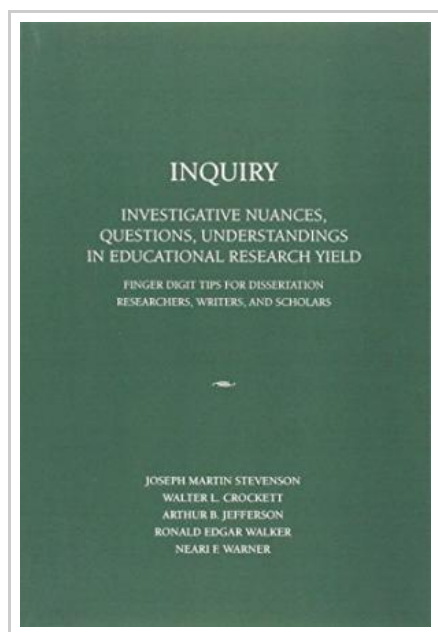 INQUIRY
INVESTIGATIVE NUANCES,
QUESTIONS, UNDERSTANDINGS
IN EDUCATIONAL RESEARCH YIELD
FINGER DIGIT TIPS FOR DISSERTATION
RESEARCHERS, WRITERS, AND SCHOLARS
JOSEPH MARTIN STEVENSON
WALTER L. CROCKETT
ARTHUR B. JEFFERSON
RONALD EDGAR WALKER
NEARI F. WARNER